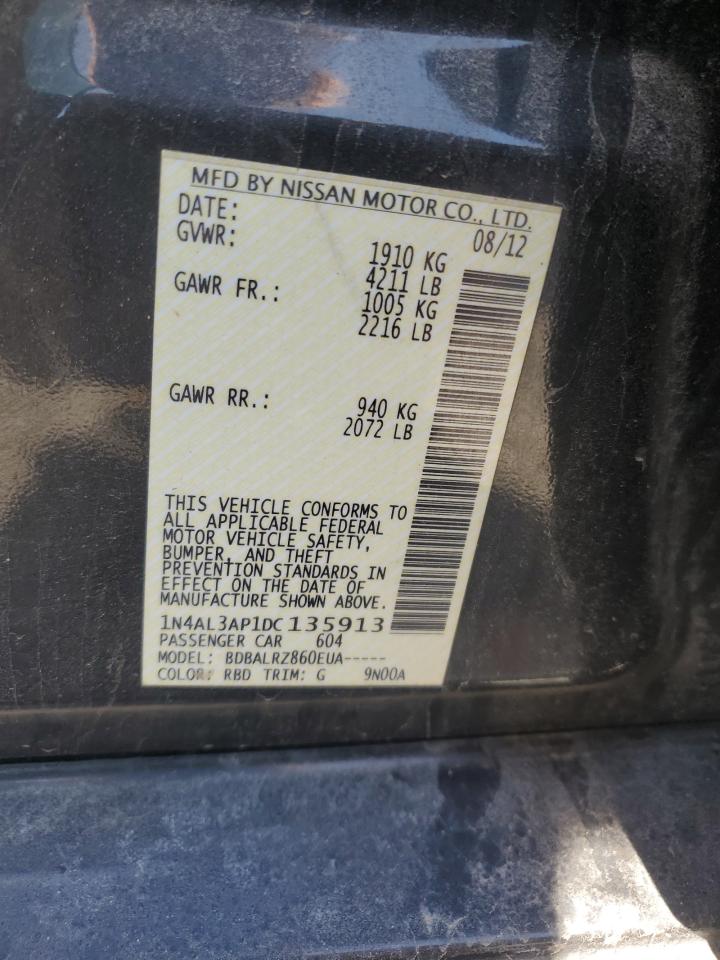 MFD BY NISSAN MOTOR CO., LTD.
DATE: 08/12
GVWR: 1910 KG
4211 LB
GAWR FR.: 1005 KG
2216 LB
GAWR RR.: 940 KG
2072 LB
THIS VEHICLE CONFORMS TO
ALL APPLICABLE FEDERAL
MOTOR VEHICLE SAFETY,
BUMPER, AND THEFT
PREVENTION STANDARDS IN
EFFECT ON THE DATE OF
MANUFACTURE SHOWN ABOVE.
1N4AL3AP1DC135913
PASSENGER CAR 604
MODEL: BDBALRZ860EUA-----
COLOR: RBD TRIM: G 9N00A